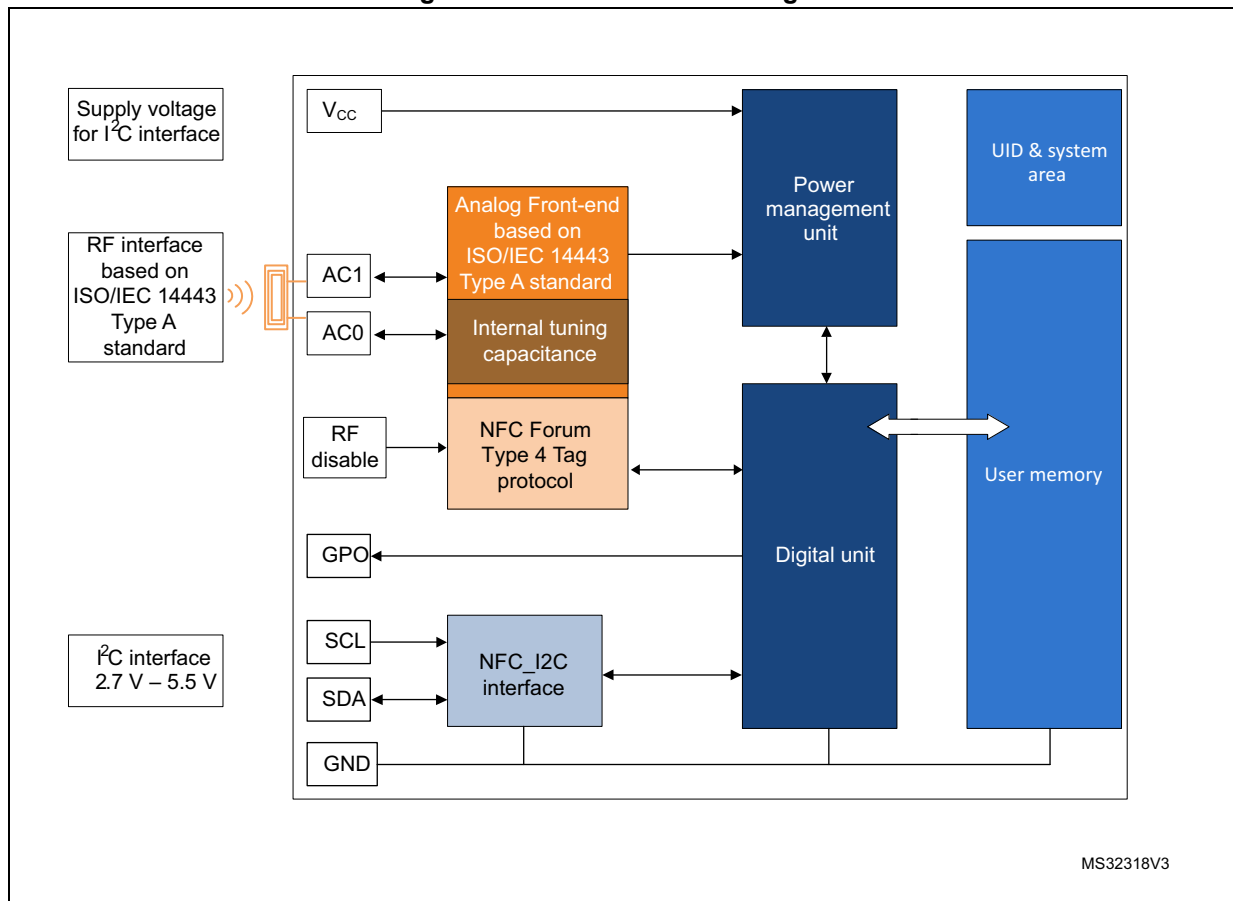 Supply voltage
for I²C interface
V_CC
Power
management
unit
UID & system
area
RF interface
based on
ISO/IEC 14443
Type A
standard
AC1
AC0
Analog Front-end
based on
ISO/IEC 14443
Type A standard
Internal tuning
capacitance
RF
disable
NFC Forum
Type 4 Tag
protocol
User memory
GPO
Digital unit
I²C interface
2.7 V – 5.5 V
SCL
SDA
NFC_I2C
interface
GND
MS32318V3